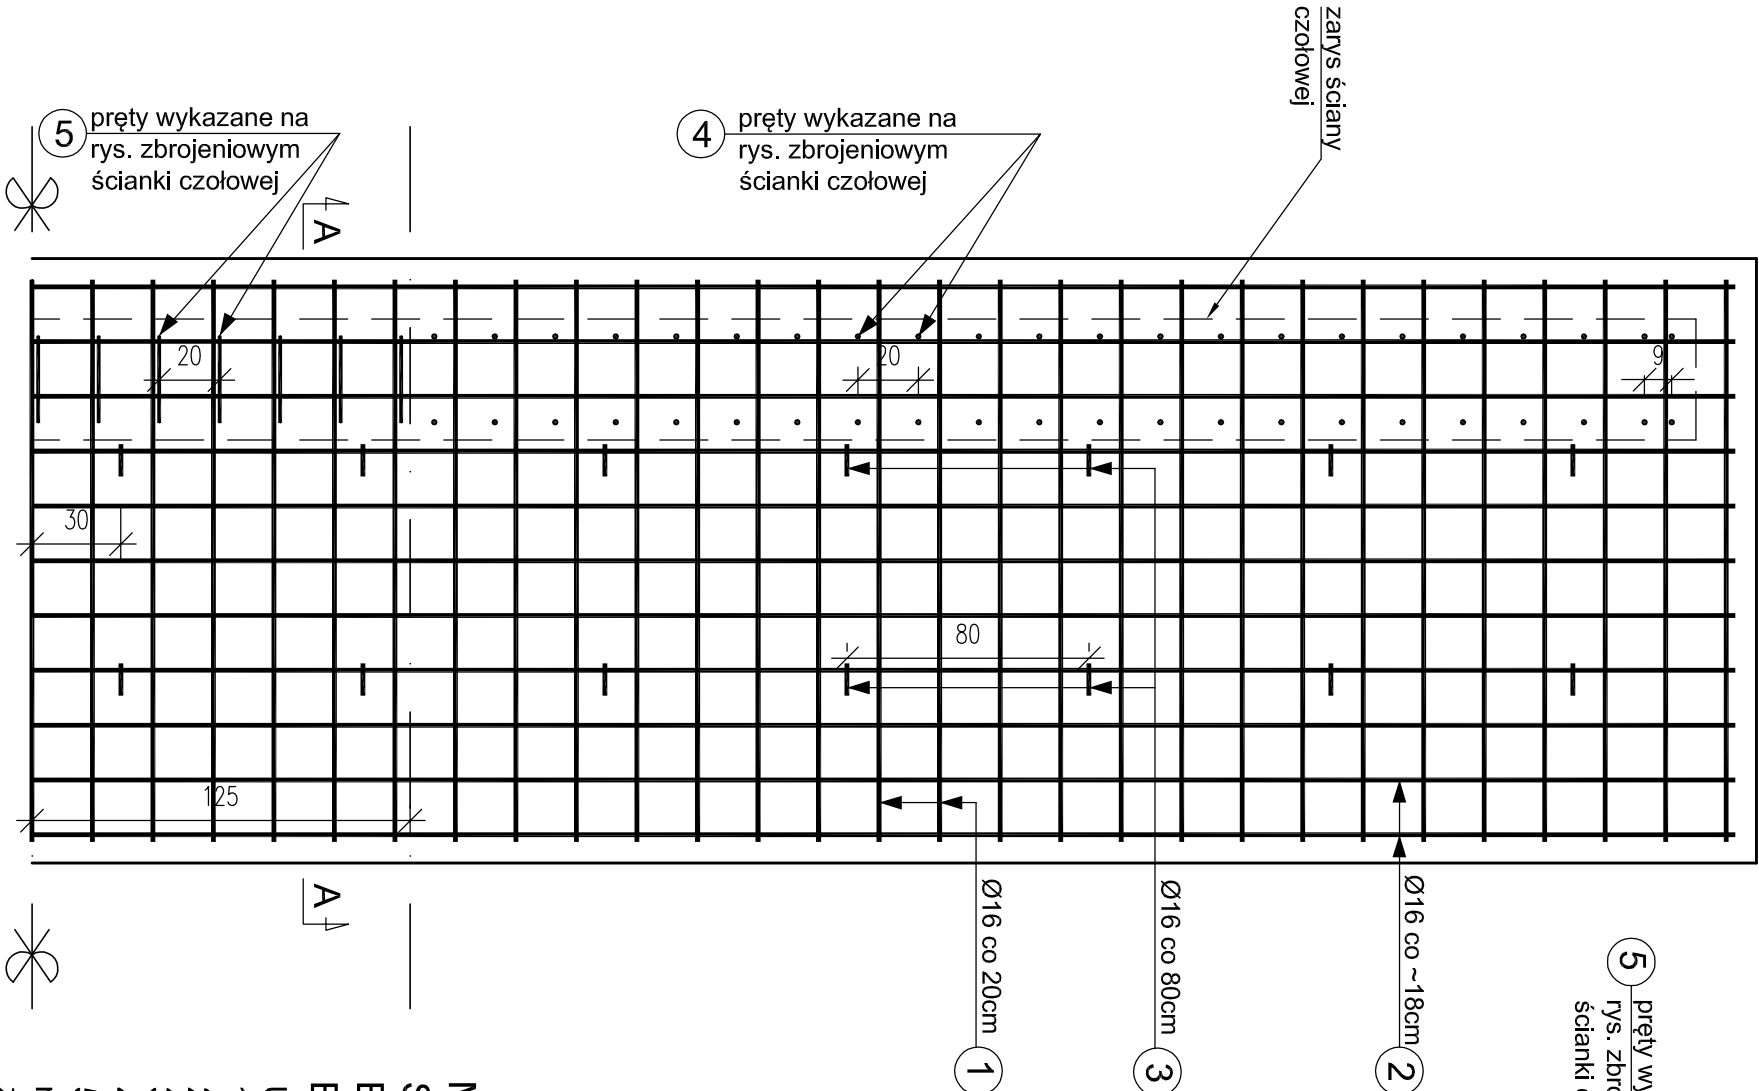 zarys ściany
czołowej
5
pręty wykazane na
rys. zbrojeniowym
ścianki czołowej
4
pręty wykazane na
rys. zbrojeniowym
ścianki czołowej
A
20
20
9
30
80
125
A
Ø16 co 20cm
1
Ø16 co 80cm
3
Ø16 co ~18cm
2
5
pręty
rys.
ścianki